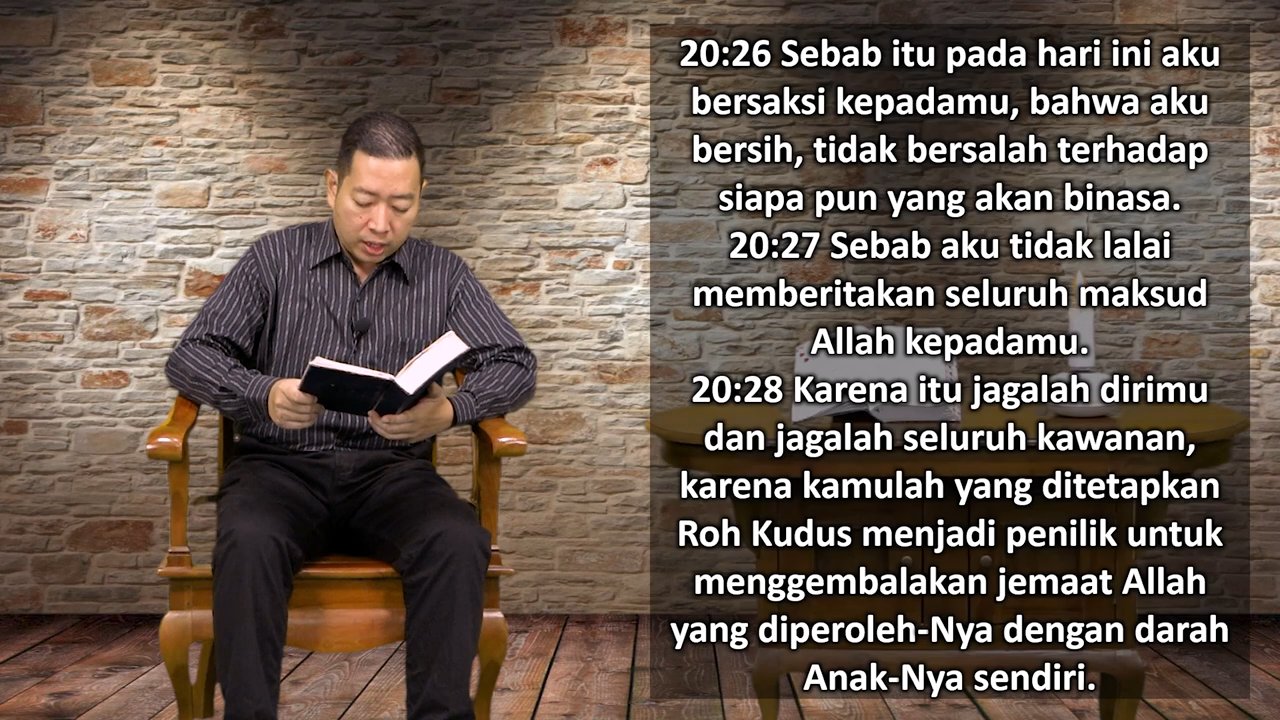 20:26 Sebab itu pada hari ini aku
bersaksi kepadamu, bahwa aku
bersih, tidak bersalah terhadap
siapa pun yang akan binasa.
20:27 Sebab aku tidak lalai
memberitakan seluruh maksud
Allah kepadamu.
20:28 Karena itu jagalah dirimu
dan jagalah seluruh kawanan,
karena kamulah yang ditetapkan
Roh Kudus menjadi penilik untuk
menggembalakan jemaat Allah
yang diperoleh-Nya dengan darah
Anak-Nya sendiri.